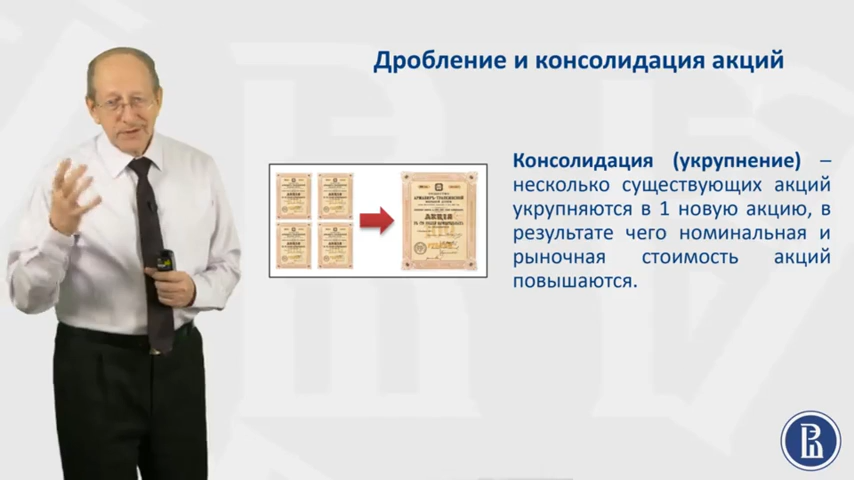 Дробление и консолидация акций
Консолидация (укрупнение) –
несколько существующих акций
укрупняются в 1 новую акцию, в
результате чего номинальная и
рыночная стоимость акций
повышаются.
АКЦІЯ